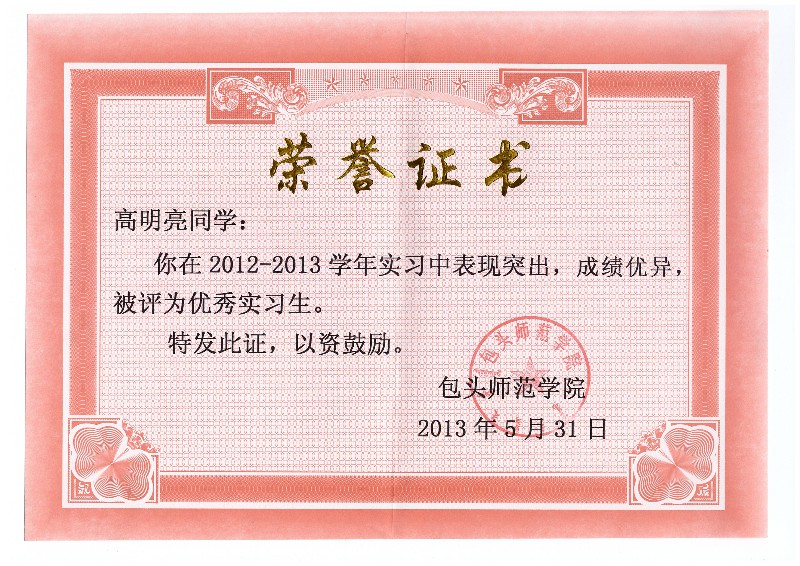 荣誉证书
高明亮同学：
你在 2012-2013 学年实习中表现突出，成绩优异，
被评为优秀实习生。
特发此证，以资鼓励。
包头师范学院
包头师范学院
2013 年 5 月 31 日